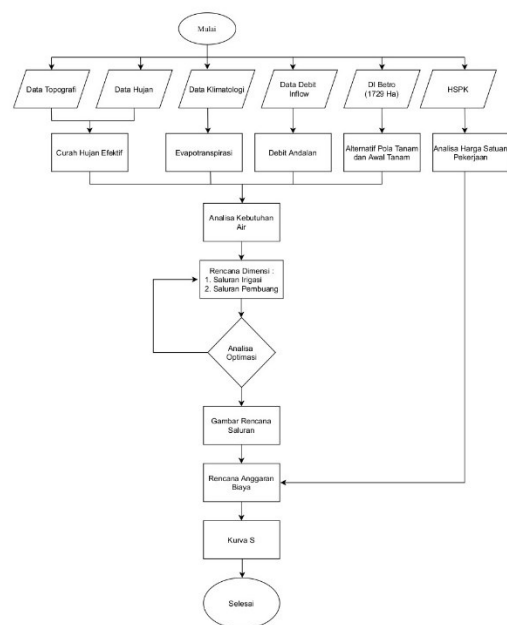 Mulai
Data Topografi
Data Hujan
Data Klimatologi
Data Debit
Inflow
DI Betro
(1729 Ha)
HSPK
Curah Hujan Efektif
Evapotranspirasi
Debit Andalan
Alternatif Pola Tanam
dan Awal Tanam
Analisa Harga Satuan
Pekerjaan
Analisa Kebutuhan
Air
Rencana Dimensi :
1. Saluran Irigasi
2. Saluran Pembuang
Analisa
Optimasi
Gambar Rencana
Saluran
Rencana Anggaran
Biaya
Kurva S
Selesai